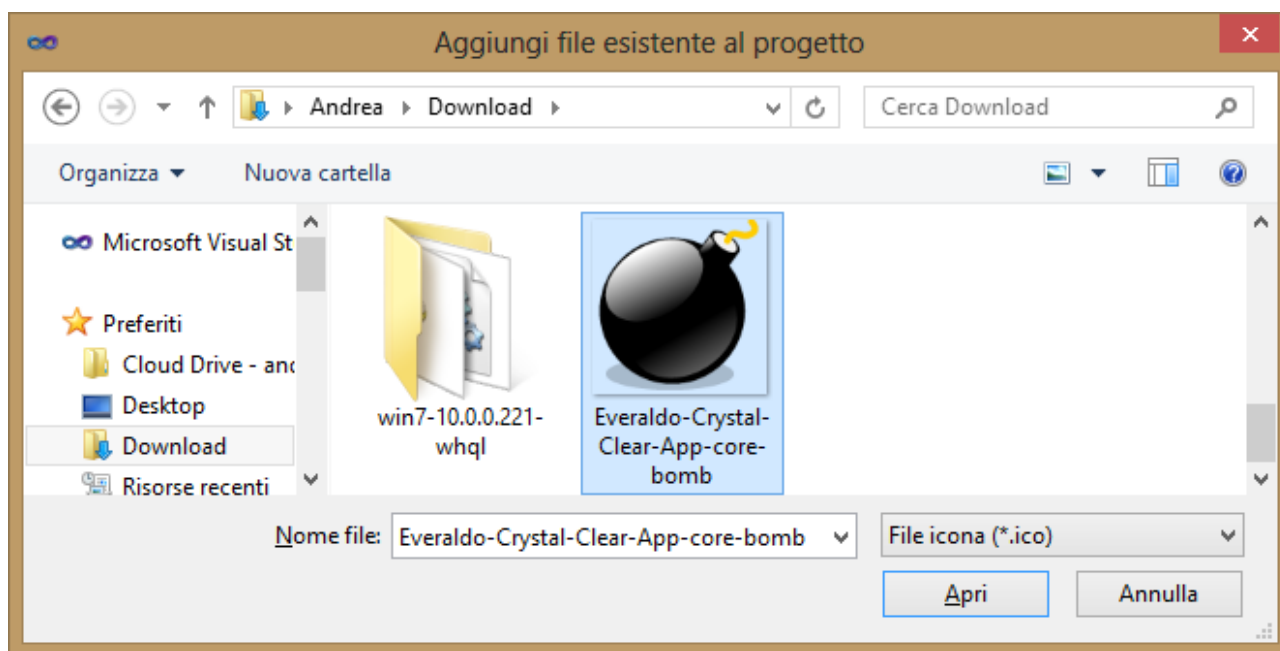 Aggiungi file esistente al progetto
Andrea Download
Cerca Download
Organizza Nuova cartella
Microsoft Visual St
Preferiti
Cloud Drive - and
Desktop
Download
Risorse recenti
win7-10.0.0.221-
whql
Everaldo-Crystal-
Clear-App-core-
bomb
Nome file: Everaldo-Crystal-Clear-App-core-bomb
File icona (*.ico)
Apri Annulla